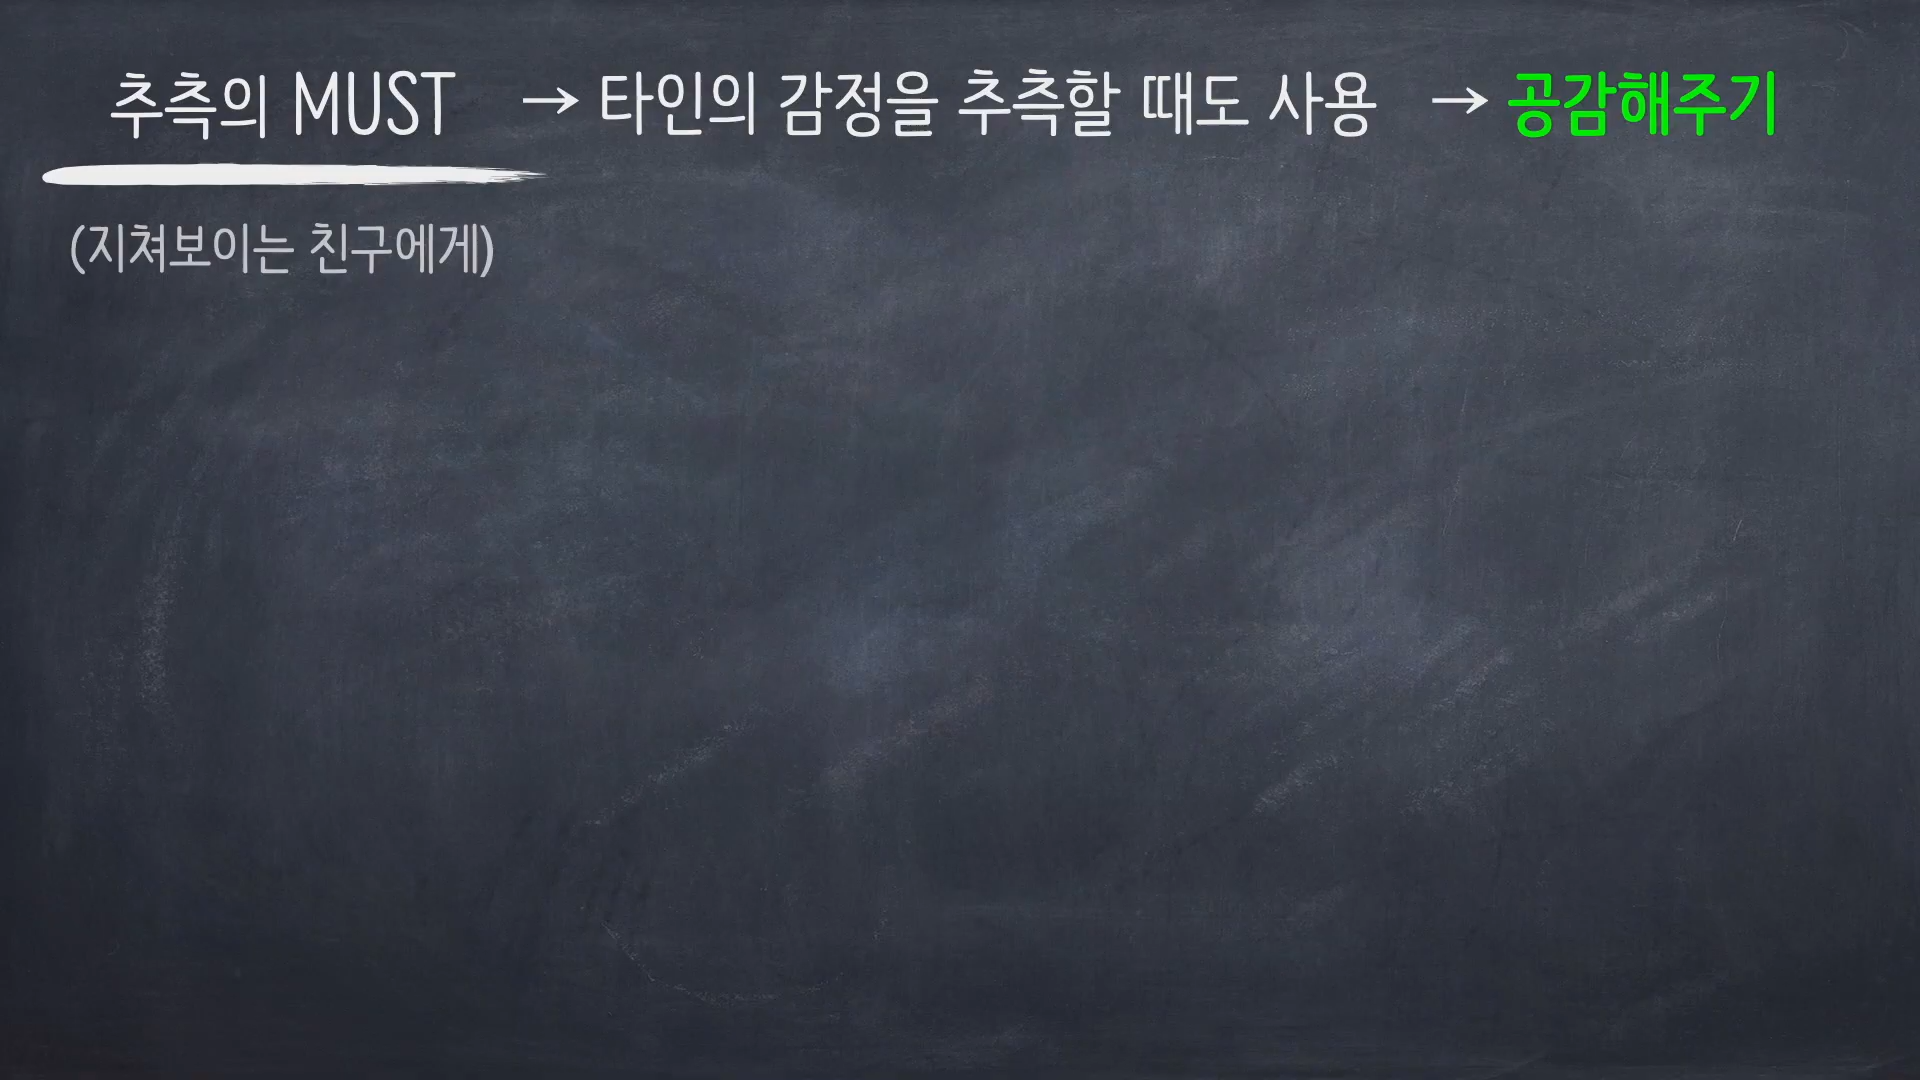 추측의 MUST → 타인의 감정을 추측할 때도 사용 → 공감해주기
(지쳐보이는 친구에게)